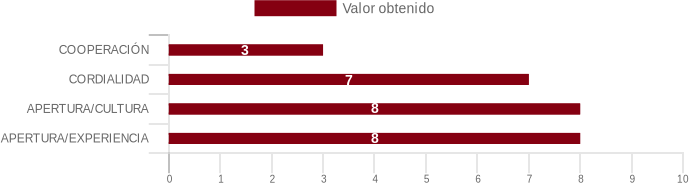 Valor obtenido
COOPERACIÓN 3
CORDIALIDAD 7
APERTURA/CULTURA 8
APERTURA/EXPERIENCIA 8
0 1 2 3 4 5 6 7 8 9 10